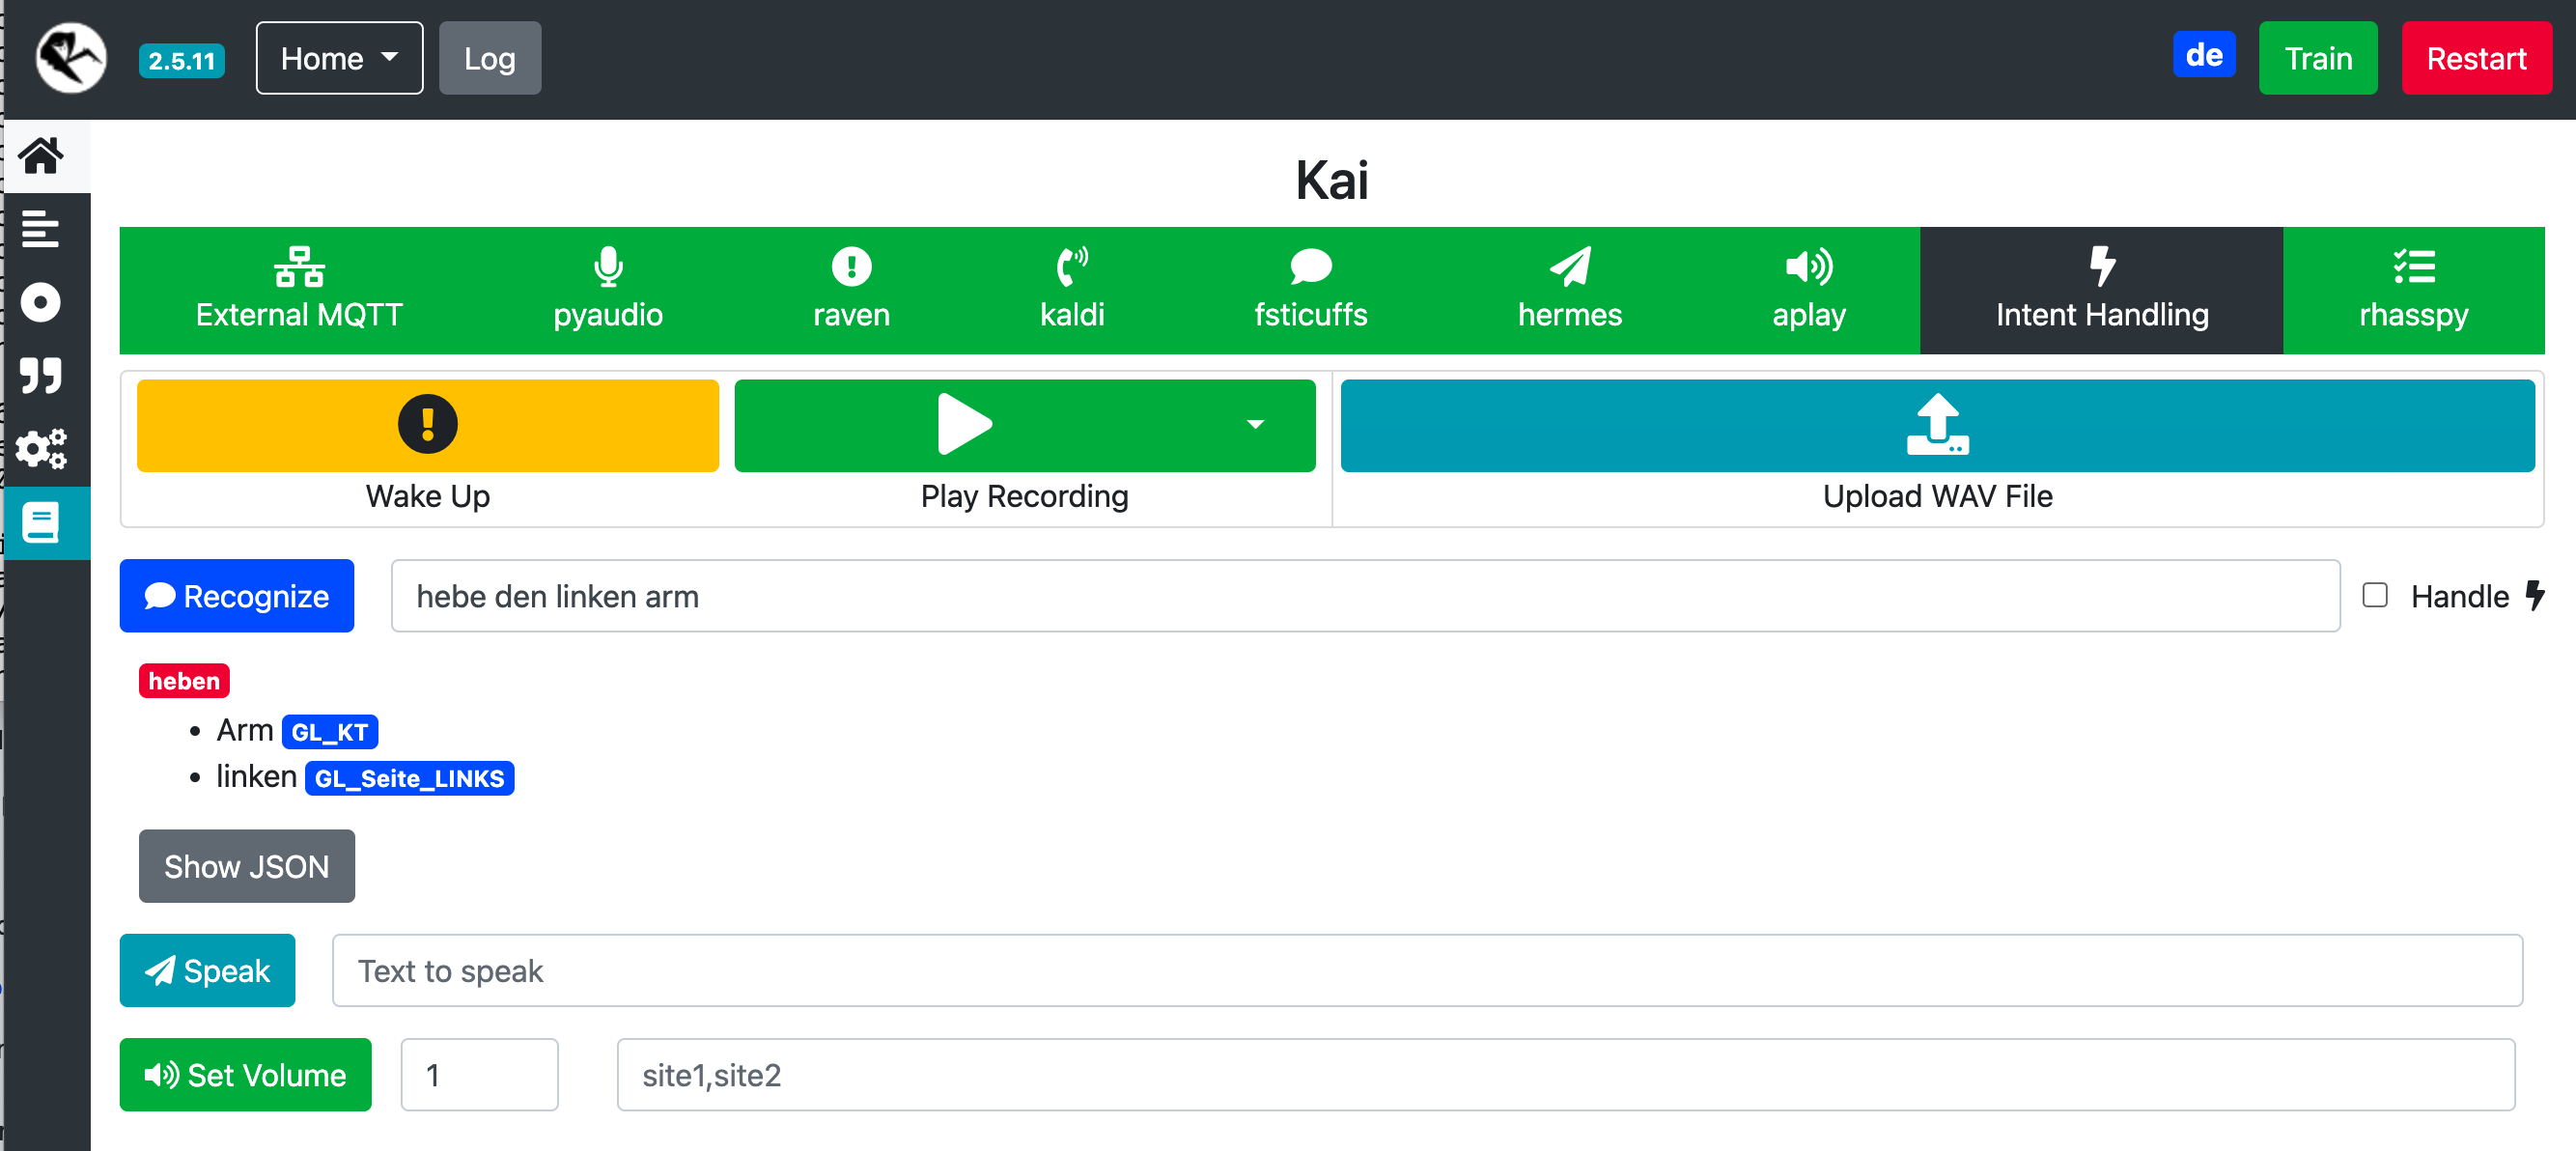 2.5.11 Home Log de Train Restart
Kai
External MQTT pyaudio raven kaldi fsticuffs hermes aplay Intent Handling rhasspy
Wake Up Play Recording Upload WAV File
Recognize hebe den linken arm Handle
heben
Arm GL_KT
linken GL_Seite_LINKS
Show JSON
Speak Text to speak
Set Volume 1 site1,site2